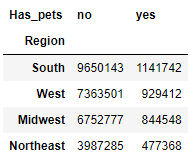 Has_pets no yes
Region
South 9650143 1141742
West 7363501 929412
Midwest 6752777 844548
Northeast 3987285 477368